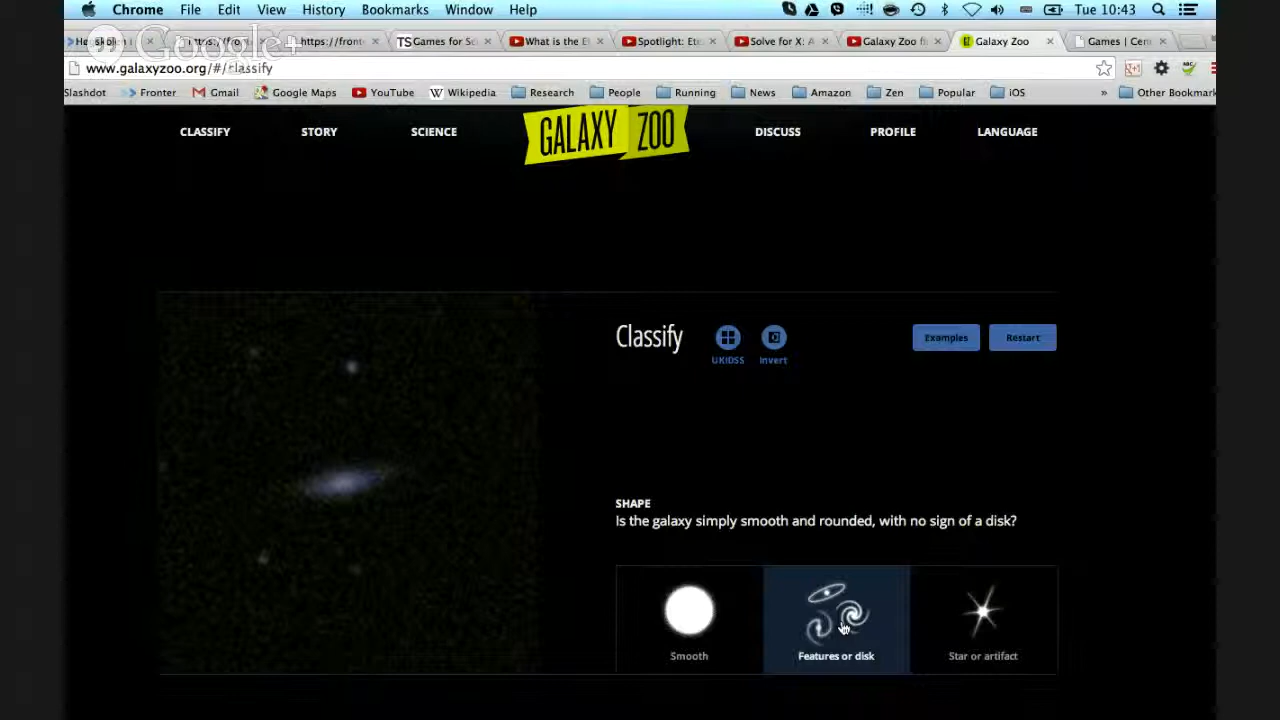 Chrome File Edit View History Bookmarks Window Help Tue 10:43
Google+
https://front TS Games for Sc What is the E Spotlight: Ete Solve for X: A Galaxy Zoo fl Galaxy Zoo Games | Cen
www.galaxyzoo.org/#/classify
Slashdot Fronter Gmail Google Maps YouTube Wikipedia Research People Running News Amazon Zen Popular iOS » Other Bookmark
CLASSIFY STORY SCIENCE GALAXY ZOO DISCUSS PROFILE LANGUAGE
Classify UKIDSS Invert Examples Restart
SHAPE
Is the galaxy simply smooth and rounded, with no sign of a disk?
Smooth Features or disk Star or artifact